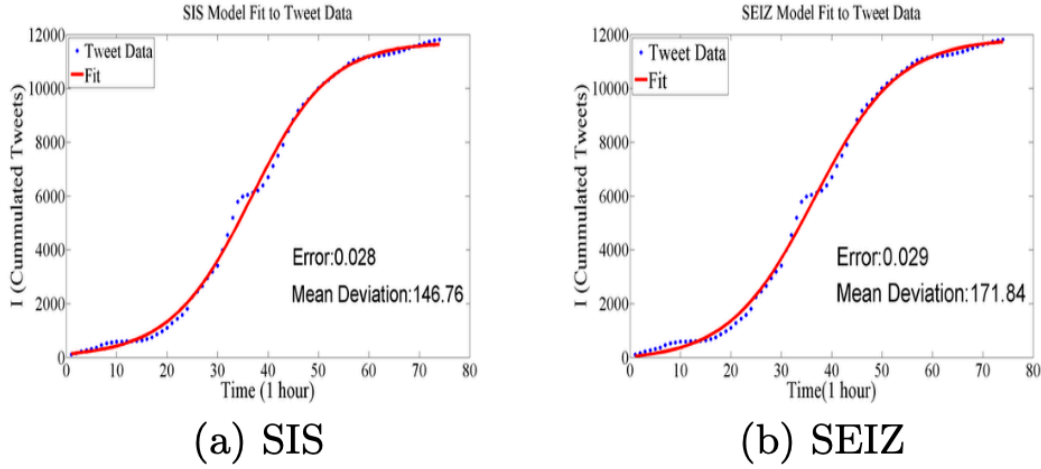 SIS Model Fit to Tweet Data
12000
10000
8000
6000
4000
2000
0
I (Cummulated Tweets)
Tweet Data
Fit
Error:0.028
Mean Deviation:146.76
0 10 20 30 40 50 60 70 80
Time (1 hour)
(a) SIS
SEIZ Model Fit to Tweet Data
12000
10000
8000
6000
4000
2000
0
I (Cummulated Tweets)
Tweet Data
Fit
Error:0.029
Mean Deviation:171.84
0 10 20 30 40 50 60 70 80
Time(1 hour)
(b) SEIZ